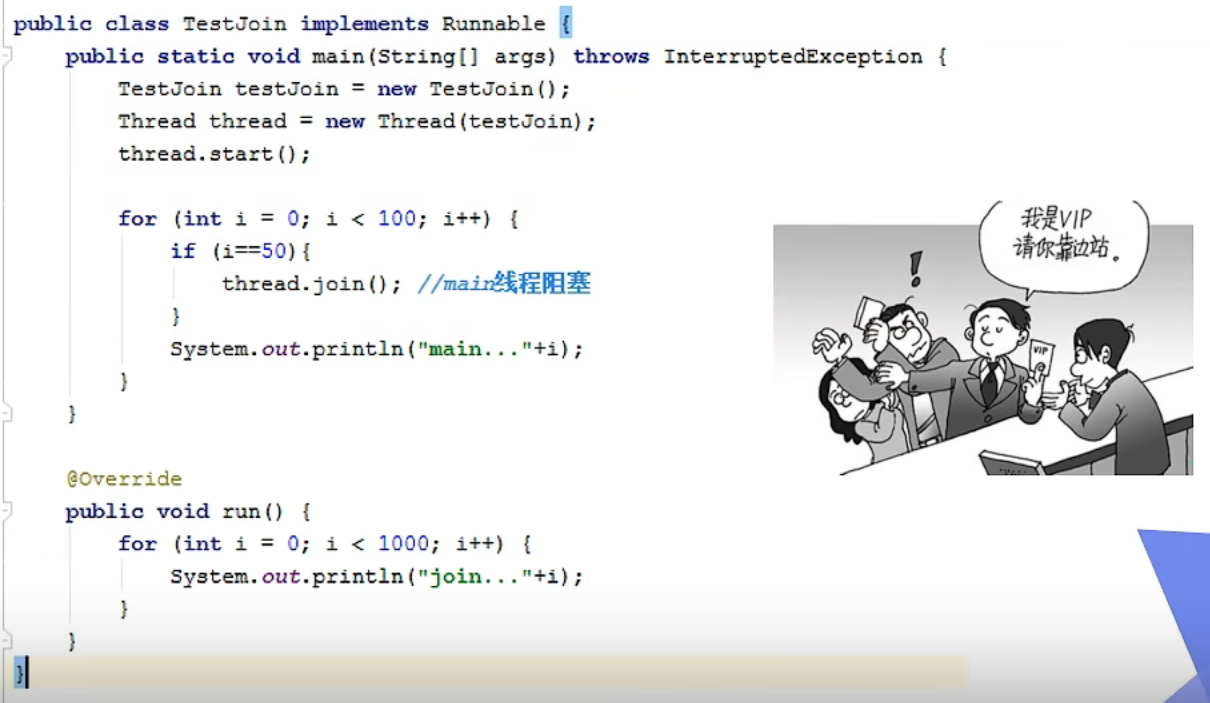 public class TestJoin implements Runnable {
public static void main(String[] args) throws InterruptedException {
TestJoin testJoin = new TestJoin();
Thread thread = new Thread(testJoin);
thread.start();
for (int i = 0; i < 100; i++) {
if (i==50){
thread.join(); //main线程阻塞
}
System.out.println("main..."+i);
}
}
@Override
public void run() {
for (int i = 0; i < 1000; i++) {
System.out.println("join..."+i);
}
}
}
我是VIP
请你靠边站。
!
VIP